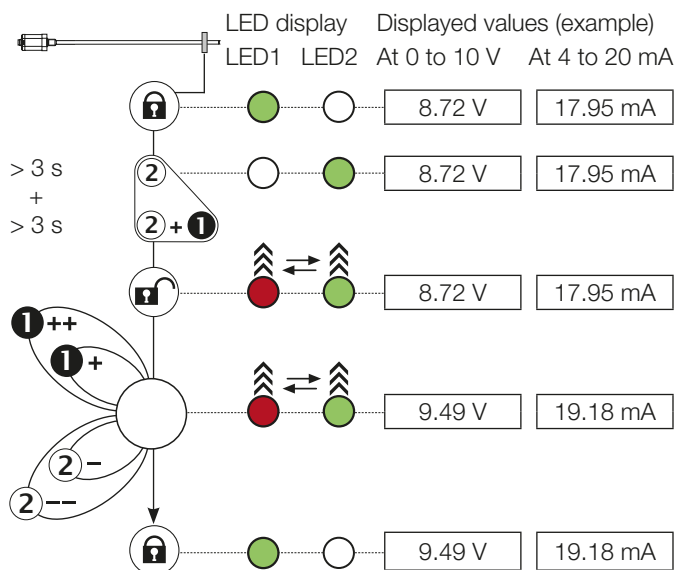 LED display Displayed values (example)
LED1 LED2 At 0 to 10 V At 4 to 20 mA
8.72 V 17.95 mA
> 3 s 2 8.72 V 17.95 mA
+
> 3 s 2 + 1
8.72 V 17.95 mA
1 ++
1 +
9.49 V 19.18 mA
2 -
2 --
9.49 V 19.18 mA